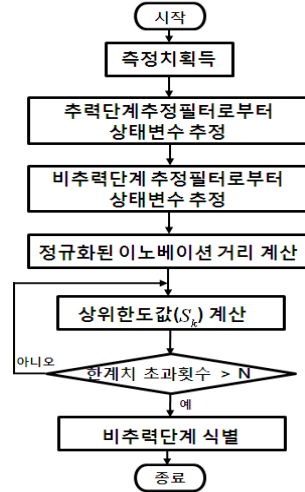 시작
측정치획득
추력단계추정필터로부터
상태변수 추정
비추력단계 추정필터로부터
상태변수 추정
정규화된 이노베이션 거리 계산
상위한도값(S_k) 계산
아니오
한계치 초과횟수 > N
예
비추력단계 식별
종료